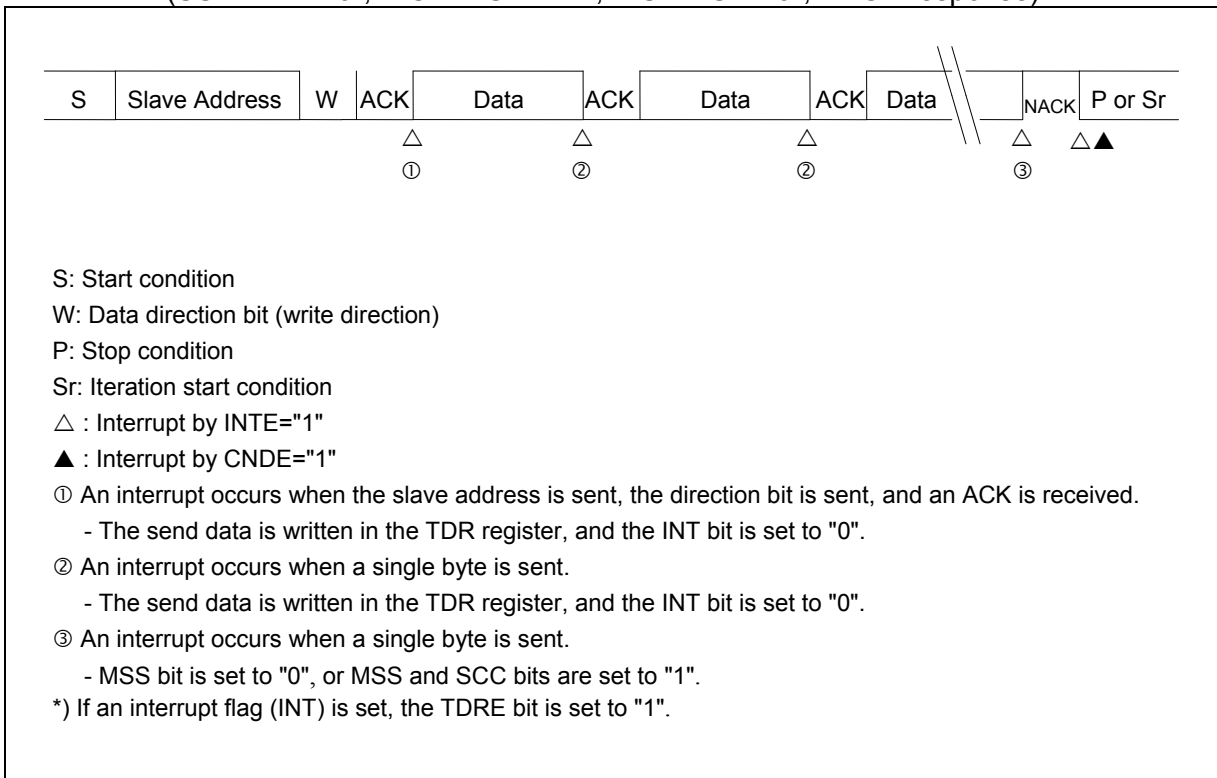 S Slave Address W ACK Data ACK Data ACK Data NACK P or Sr
△ △ △ △ △▲
① ② ② ③
S: Start condition
W: Data direction bit (write direction)
P: Stop condition
Sr: Iteration start condition
△ : Interrupt by INTE="1"
▲ : Interrupt by CNDE="1"
① An interrupt occurs when the slave address is sent, the direction bit is sent, and an ACK is received.
- The send data is written in the TDR register, and the INT bit is set to "0".
② An interrupt occurs when a single byte is sent.
- The send data is written in the TDR register, and the INT bit is set to "0".
③ An interrupt occurs when a single byte is sent.
- MSS bit is set to "0", or MSS and SCC bits are set to "1".
*) If an interrupt flag (INT) is set, the TDRE bit is set to "1".